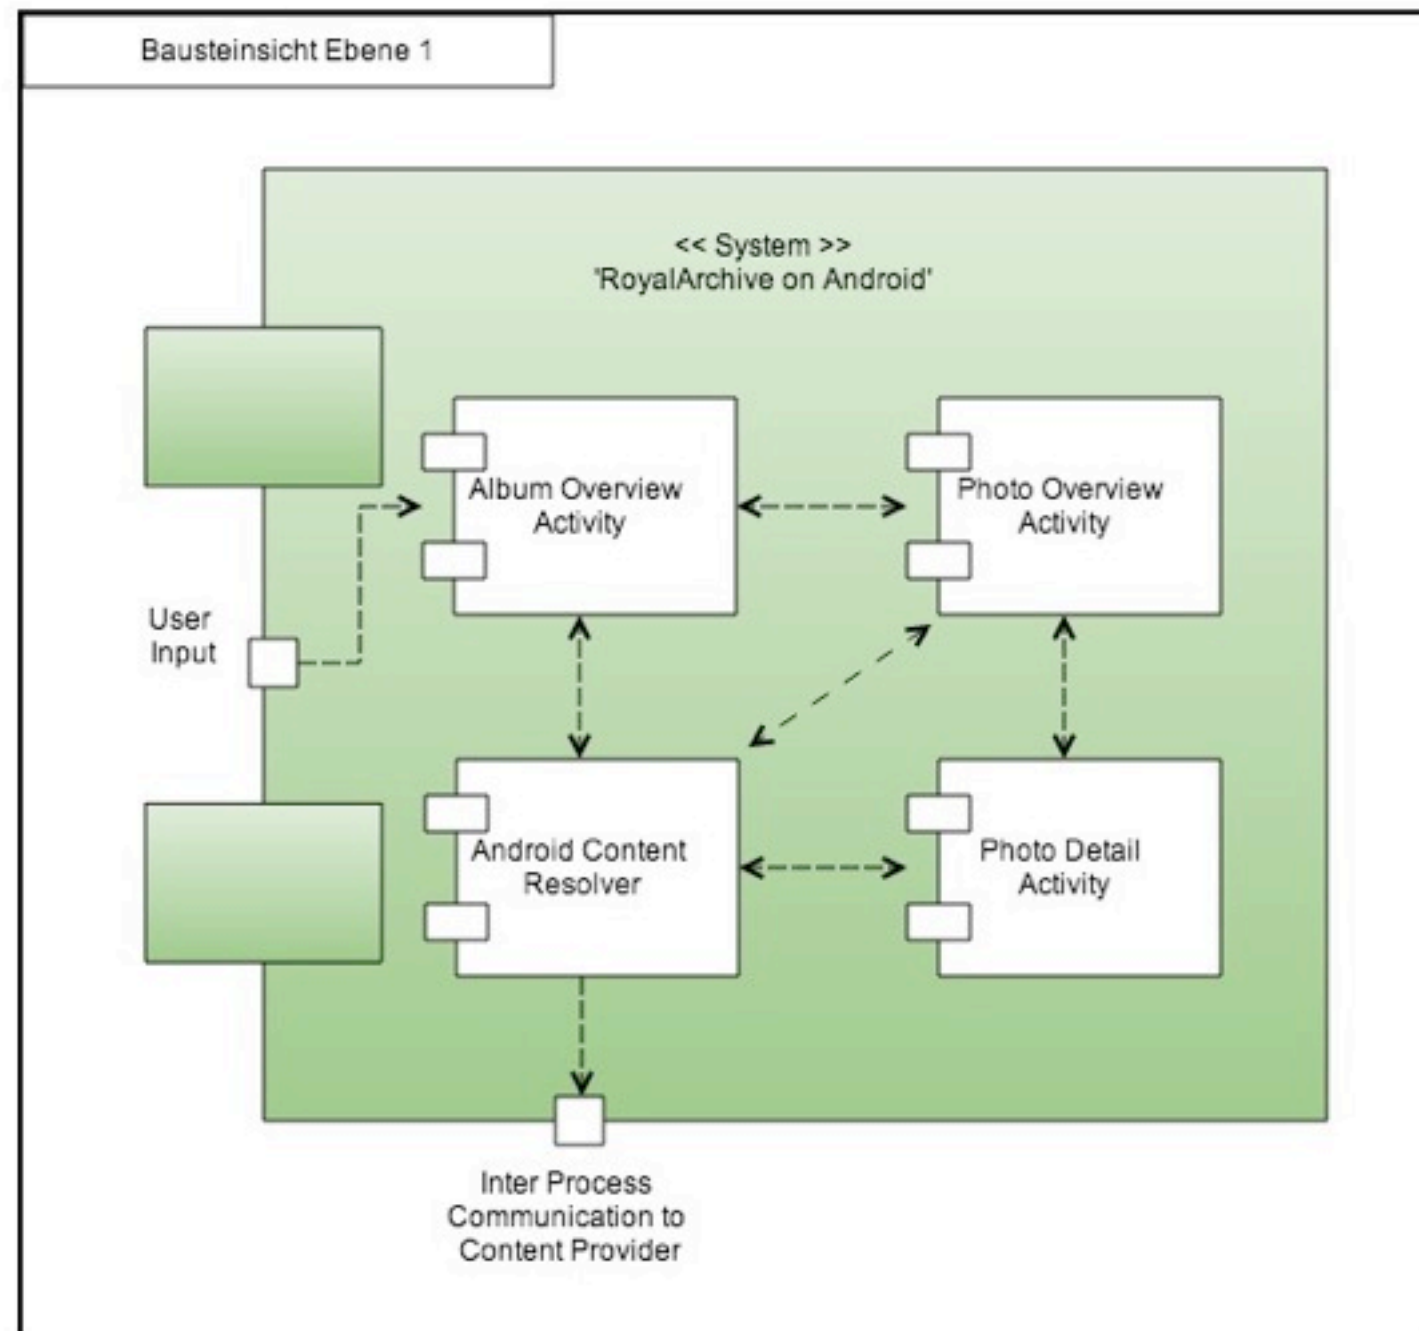 Bausteinsicht Ebene 1
<< System >>
'RoyalArchive on Android'
Album Overview
Activity
Photo Overview
Activity
User
Input
Android Content
Resolver
Photo Detail
Activity
Inter Process
Communication to
Content Provider